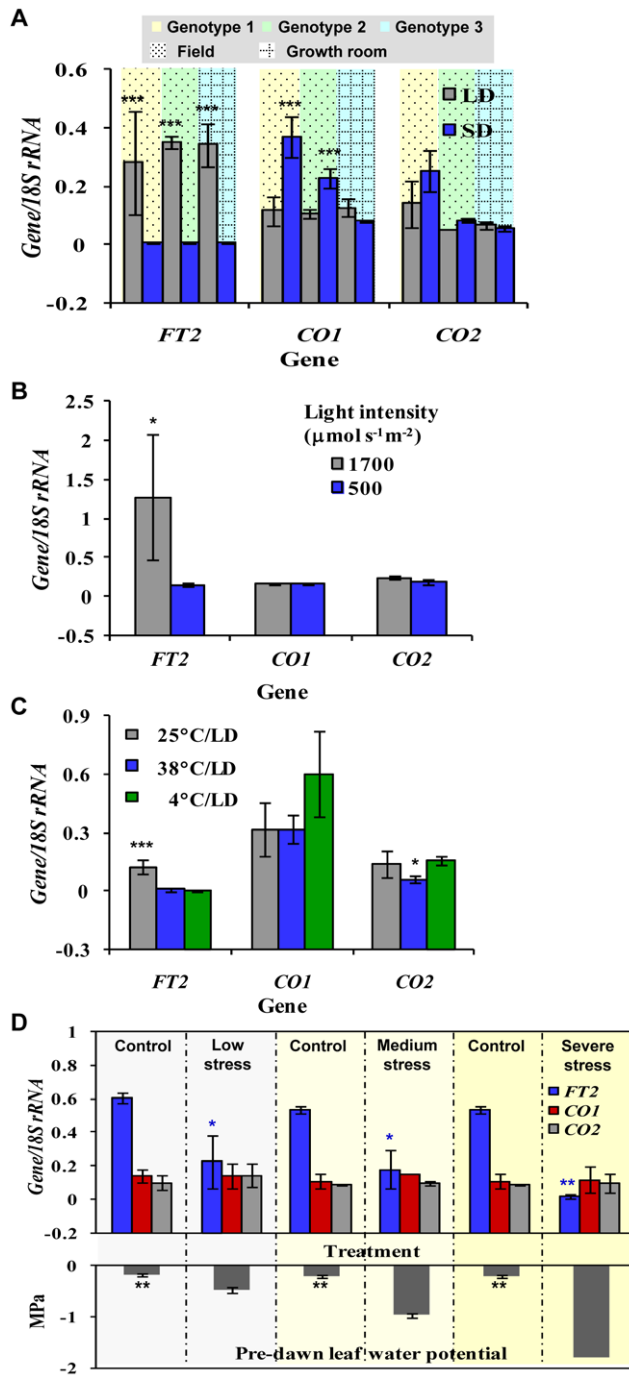 A
Genotype 1 Genotype 2 Genotype 3
Field Growth room
0.6
0.4
0.2
0
-0.2
Gene/18S rRNA
*** *** ***
*** ***
LD
SD
FT2 CO1 CO2
Gene
B
2.5
2
1.5
1
0.5
0
-0.5
Gene/18S rRNA
*
Light intensity
(μmol s⁻¹m⁻²)
1700
500
FT2 CO1 CO2
Gene
C
0.9
0.6
0.3
0
-0.3
Gene/18S rRNA
25°C/LD
38°C/LD
4°C/LD
***
*
FT2 CO1 CO2
Gene
D
1
0.8
0.6
0.4
0.2
0
-0.2
Gene/18S rRNA
Control Low stress Control Medium stress Control Severe stress
FT2
CO1
CO2
* * **
Treatment
0
-1
-2
MPa
** ** **
Pre-dawn leaf water potential